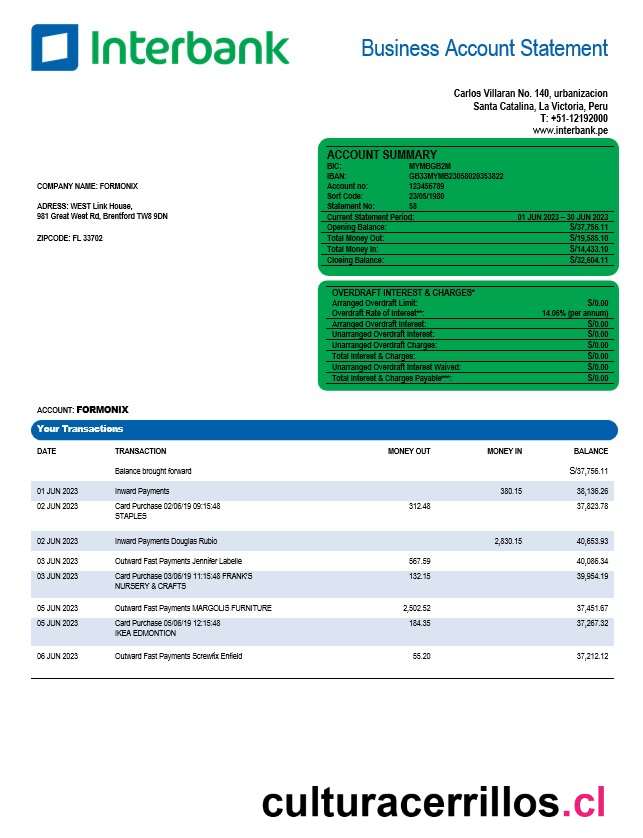 Interbank
Business Account Statement
Carlos Villaran No. 140, urbanizacion
Santa Catalina, La Victoria, Peru
T: +51-12192000
www.interbank.pe
ACCOUNT SUMMARY
BIC: MYMBGB2M
IBAN: GB33MYMB23058020353822
Account no: 123456789
Sort Code: 23/05/1980
Statement No: 58
Current Statement Period: 01 JUN 2023 – 30 JUN 2023
Opening Balance: S/37,756.11
Total Money Out: S/19,585.10
Total Money In: S/14,433.10
Closing Balance: S/32,604.11
COMPANY NAME: FORMONIX
ADRESS: WEST Link House,
981 Great West Rd, Brentford TW8 9DN
ZIPCODE: FL 33702
OVERDRAFT INTEREST & CHARGES*
Arranged Overdraft Limit: S/0.00
Overdraft Rate of Interest**: 14.06% (per annum)
Arranged Overdraft Interest: S/0.00
Unarranged Overdraft Interest: S/0.00
Unarranged Overdraft Charges: S/0.00
Total Interest & Charges: S/0.00
Unarranged Overdraft Interest Waived: S/0.00
Total Interest & Charges Payable***: S/0.00
ACCOUNT: FORMONIX
Your Transactions
DATE TRANSACTION MONEY OUT MONEY IN BALANCE
Balance brought forward S/37,756.11
01 JUN 2023 Inward Payments 380.15 38,136.26
02 JUN 2023 Card Purchase 02/06/19 09:15:48 312.48 37,823.78
STAPLES
02 JUN 2023 Inward Payments Douglas Rubio 2,830.15 40,653.93
03 JUN 2023 Outward Fast Payments Jennifer Labelle 567.59 40,086.34
03 JUN 2023 Card Purchase 03/06/19 11:15:48 FRANK'S 132.15 39,954.19
NURSERY & CRAFTS
05 JUN 2023 Outward Fast Payments MARGOLIS FURNITURE 2,502.52 37,451.67
05 JUN 2023 Card Purchase 05/06/19 12:15:48 184.35 37,267.32
IKEA EDMONTION
06 JUN 2023 Outward Fast Payments Screwfix Enfield 55.20 37,212.12
culturacerrillos.cl